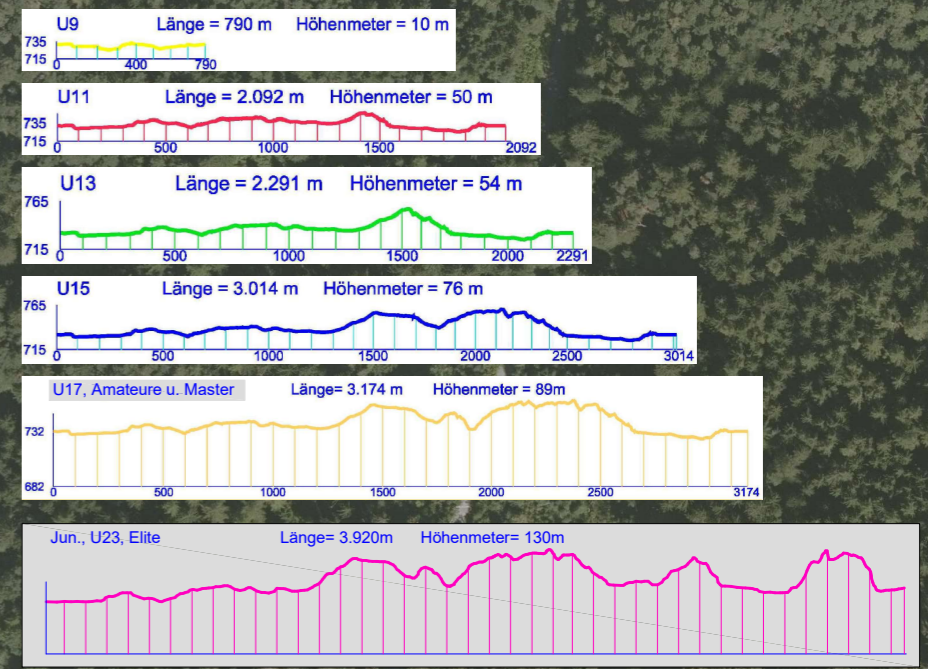 U9 Länge = 790 m Höhenmeter = 10 m
735
715 0 400 790
U11 Länge = 2.092 m Höhenmeter = 50 m
735
715
0 500 1000 1500 2092
U13 Länge = 2.291 m Höhenmeter = 54 m
765
715 0 500 1000 1500 2000 2291
U15 Länge = 3.014 m Höhenmeter = 76 m
765
715 0 500 1000 1500 2000 2500 3014
U17, Amateure u. Master Länge= 3.174 m Höhenmeter = 89m
732
682 0 500 1000 1500 2000 2500 3174
Jun., U23, Elite Länge= 3.920m Höhenmeter= 130m